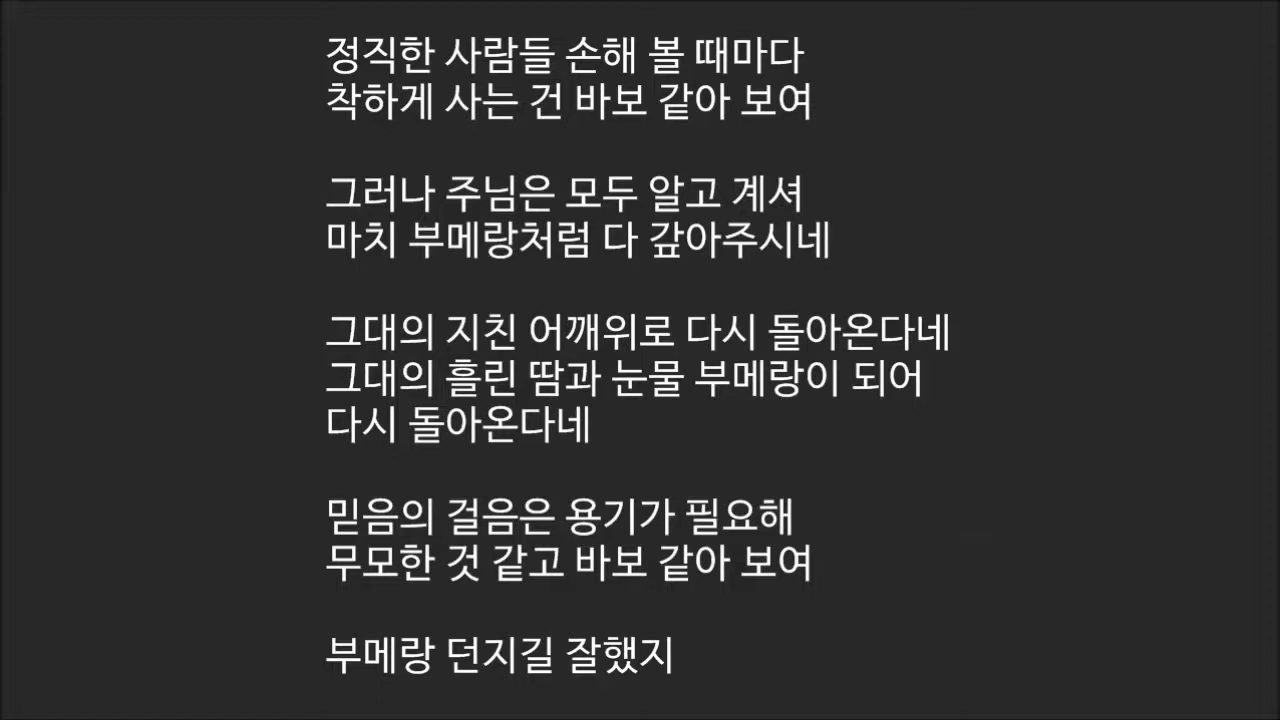 정직한 사람들 손해 볼 때마다
착하게 사는 건 바보 같아 보여
그러나 주님은 모두 알고 계셔
마치 부메랑처럼 다 갚아주시네
그대의 지친 어깨위로 다시 돌아온다네
그대의 흘린 땀과 눈물 부메랑이 되어
다시 돌아온다네
믿음의 걸음은 용기가 필요해
무모한 것 같고 바보 같아 보여
부메랑 던지길 잘했지